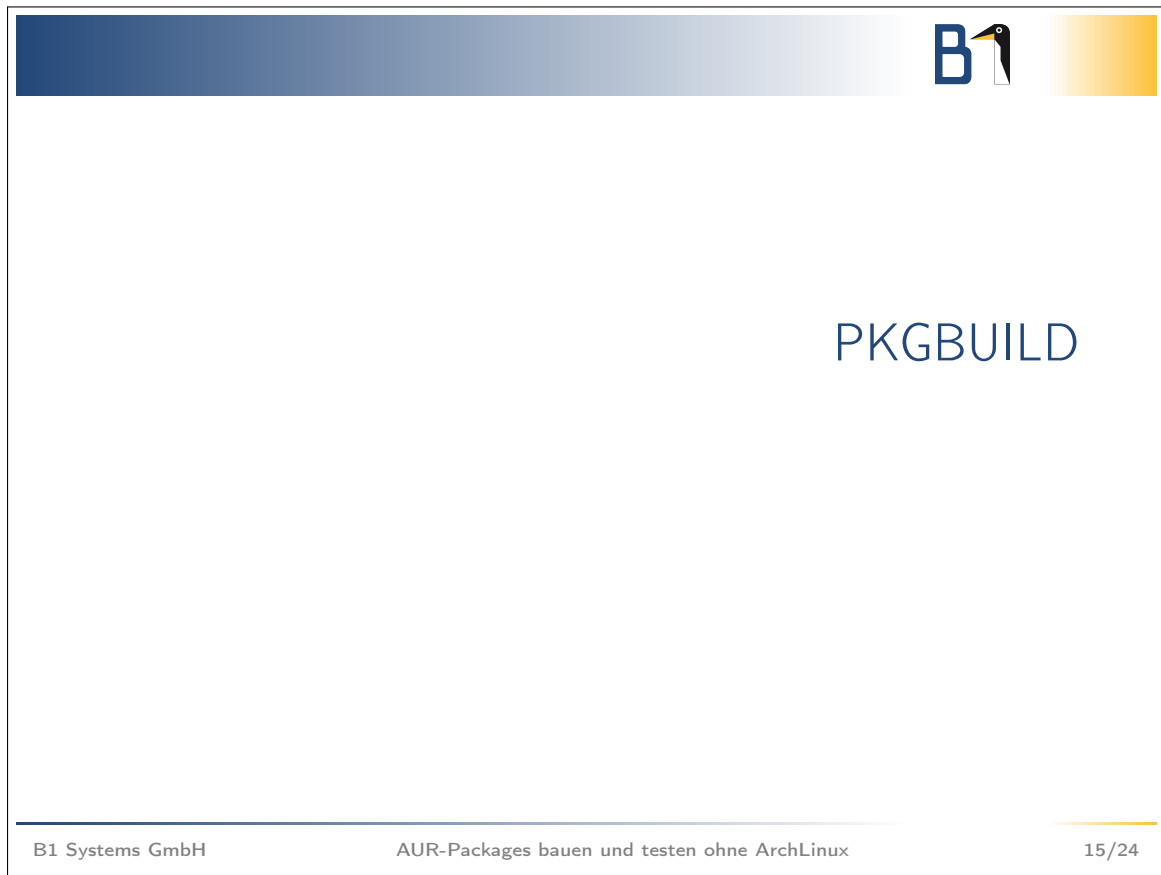 B1
PKGBUILD
B1 Systems GmbH
AUR-Packages bauen und testen ohne ArchLinux
15/24